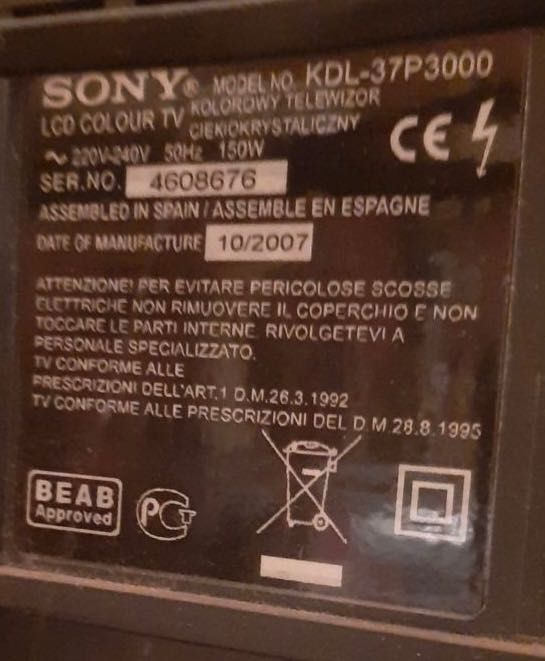 SONY® MODEL NO. KDL-37P3000
LCD COLOUR TV KOLOROWY TELEWIZOR
CIEKŁOKRYSTALICZNY
~ 220V-240V 50Hz 150W
SER.NO. 4608676
ASSEMBLED IN SPAIN / ASSEMBLE EN ESPAGNE
DATE OF MANUFACTURE 10/2007
CE
ATTENZIONE! PER EVITARE PERICOLOSE SCOSSE
ELETTRICHE NON RIMUOVERE IL COPERCHIO E NON
TOCCARE LE PARTI INTERNE. RIVOLGETEVI A
PERSONALE SPECIALIZZATO.
TV CONFORME ALLE
PRESCRIZIONI DELL'ART.1 D.M.26.3.1992
TV CONFORME ALLE PRESCRIZIONI DEL D.M.28.8.1995
BEAB
Approved
PCT